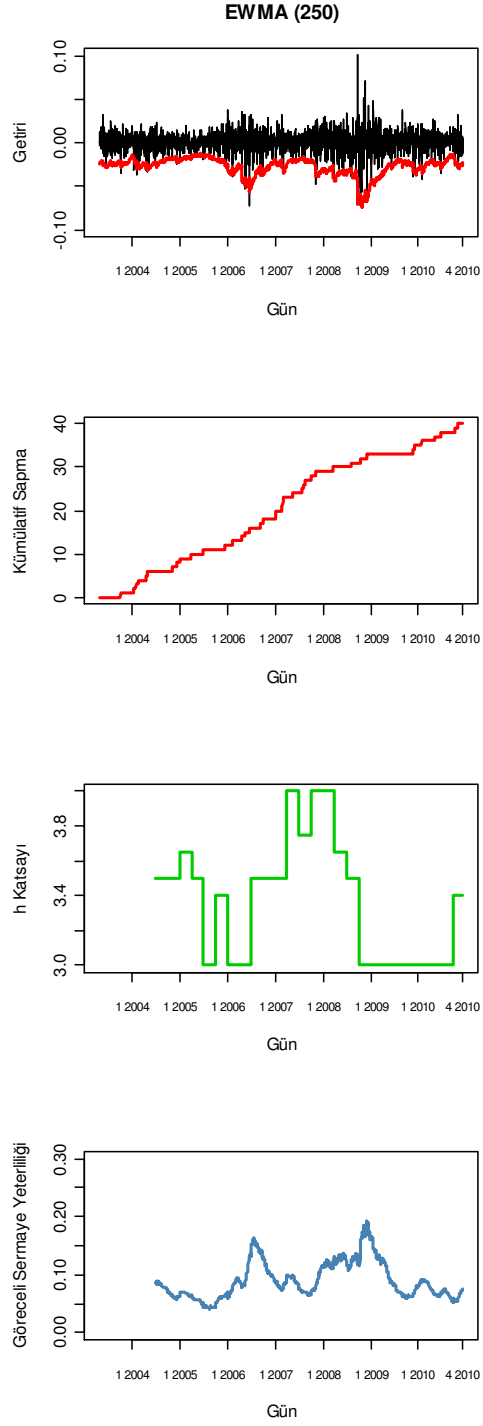 EWMA (250)
Getiri
0.10
0.00
-0.10
1 2004 1 2005 1 2006 1 2007 1 2008 1 2009 1 2010 4 2010
Gün
Kümülatif Sapma
40
30
20
10
0
1 2004 1 2005 1 2006 1 2007 1 2008 1 2009 1 2010 4 2010
Gün
h Katsayı
3.8
3.4
3.0
1 2004 1 2005 1 2006 1 2007 1 2008 1 2009 1 2010 4 2010
Gün
Göreceli Sermaye Yeterliliği
0.30
0.20
0.10
0.00
1 2004 1 2005 1 2006 1 2007 1 2008 1 2009 1 2010 4 2010
Gün